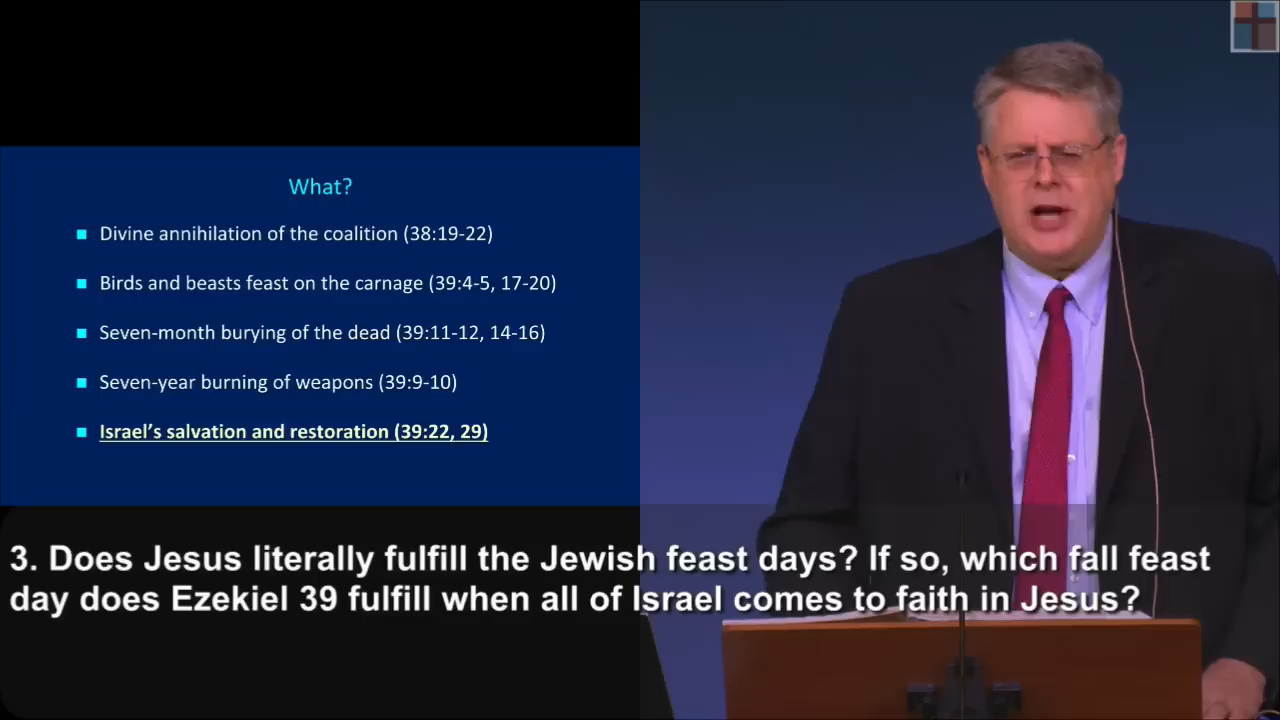 What?
Divine annihilation of the coalition (38:19-22)
Birds and beasts feast on the carnage (39:4-5, 17-20)
Seven-month burying of the dead (39:11-12, 14-16)
Seven-year burning of weapons (39:9-10)
Israel’s salvation and restoration (39:22, 29)
3. Does Jesus literally fulfill the Jewish feast days? If so, which fall feast
day does Ezekiel 39 fulfill when all of Israel comes to faith in Jesus?